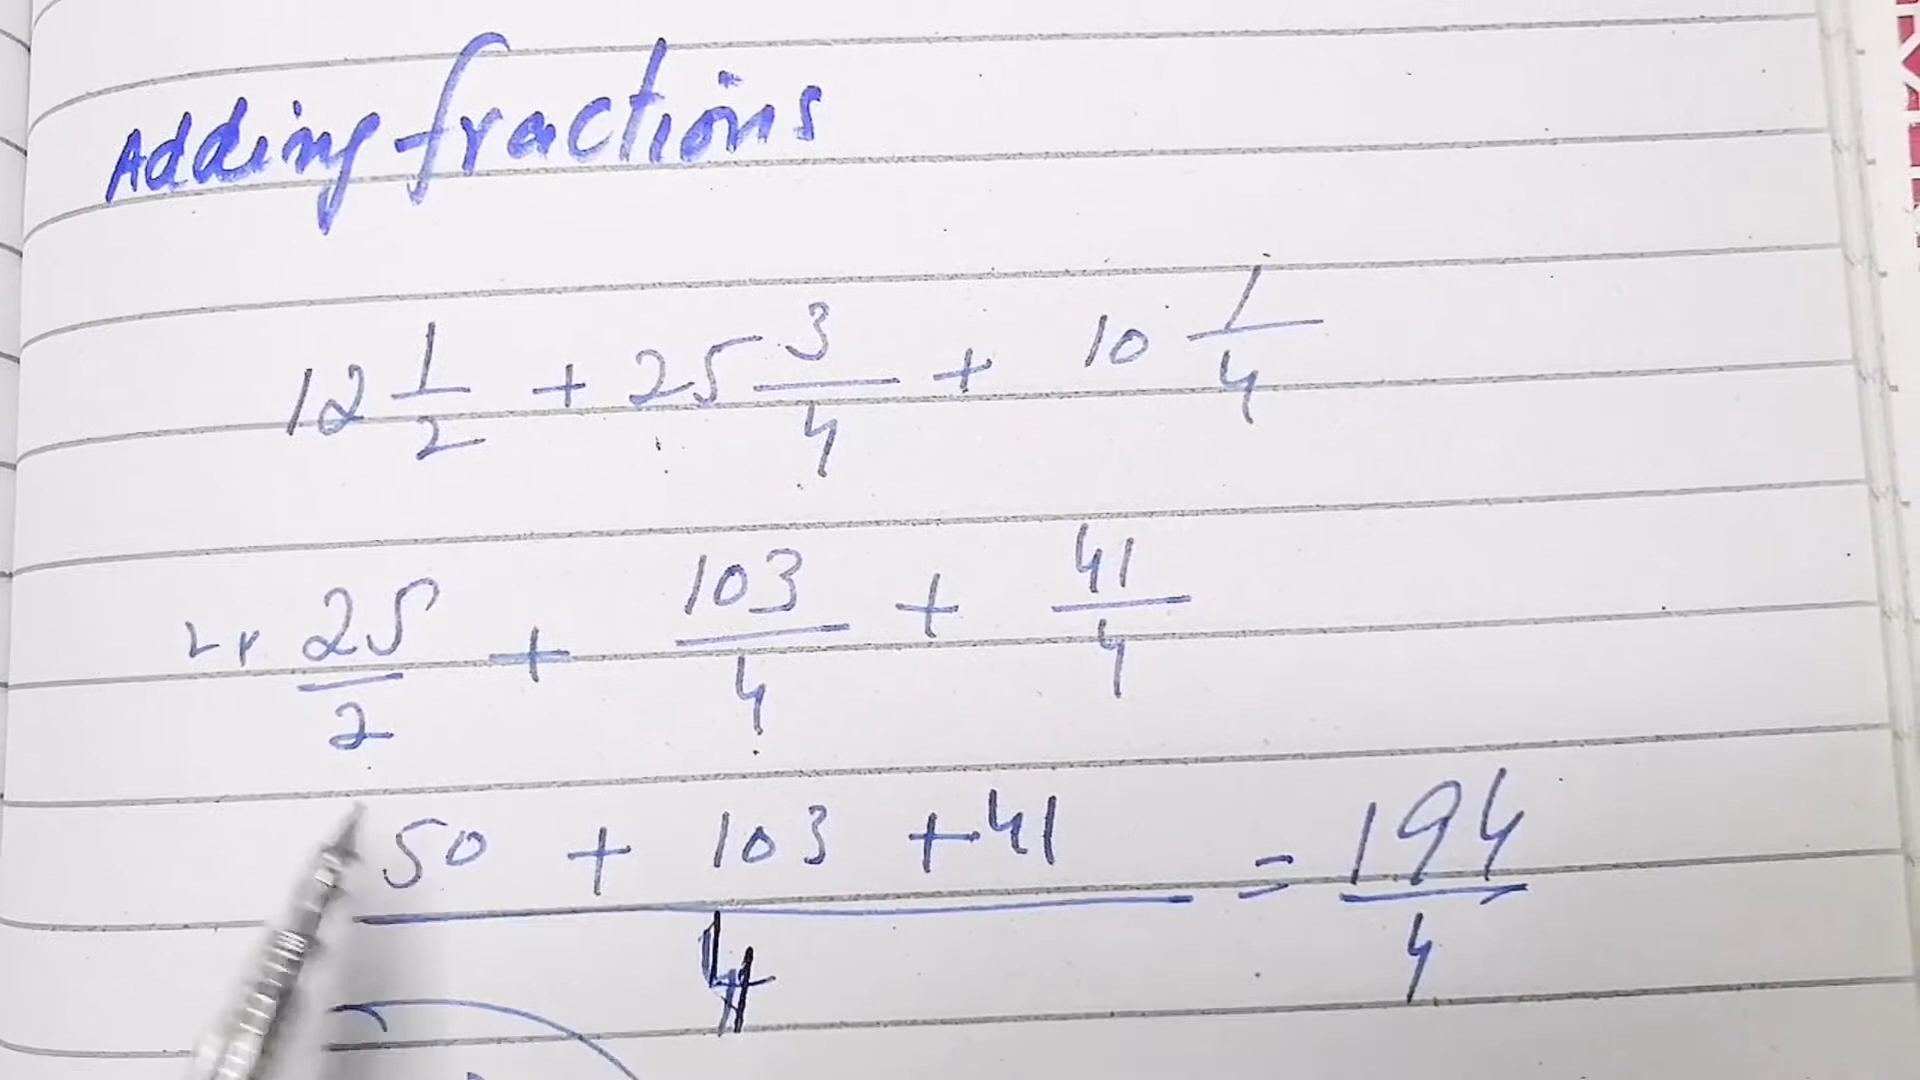 Adding fractions
12 1/2 + 25 3/4 + 10 1/4
25/2 + 103/4 + 41/4
50 + 103 + 41 / 4 = 194/4